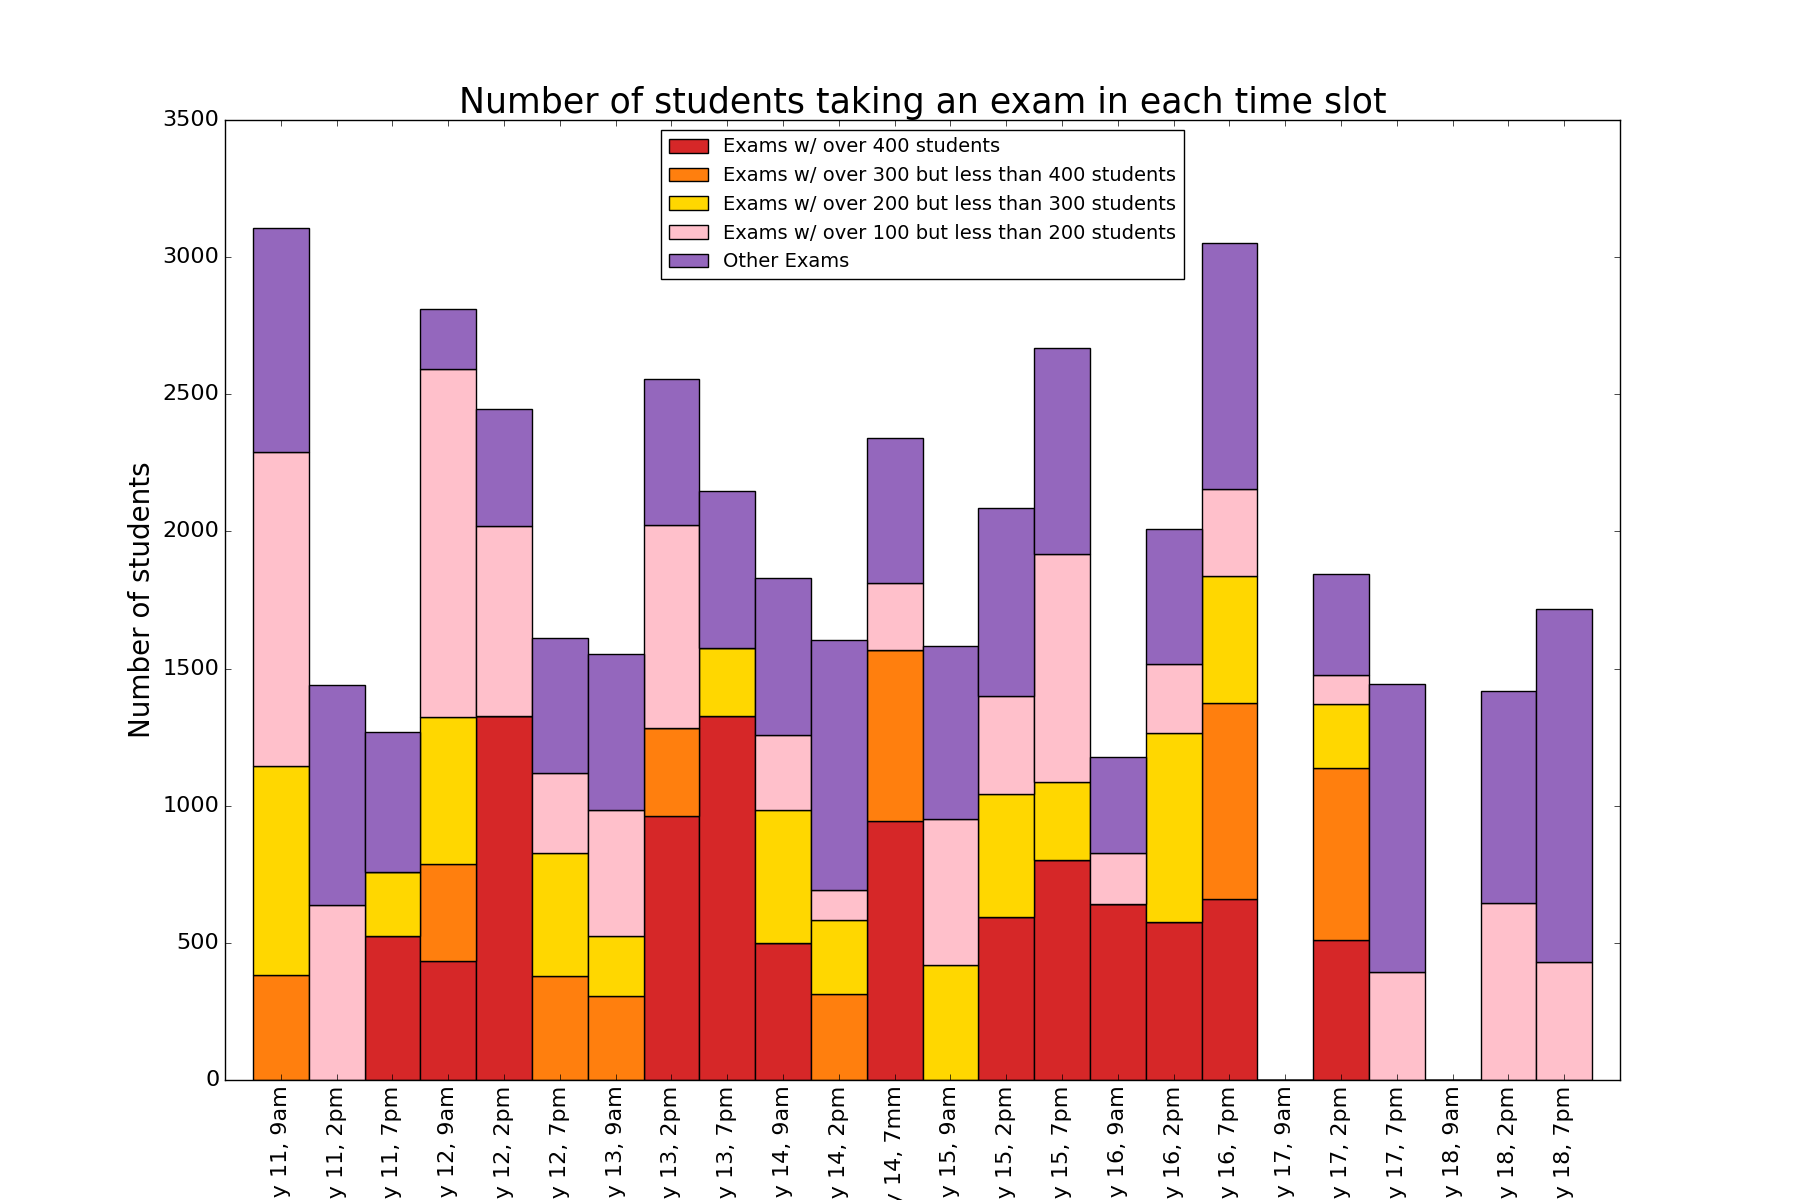 Number of students taking an exam in each time slot
Exams w/ over 400 students
Exams w/ over 300 but less than 400 students
Exams w/ over 200 but less than 300 students
Exams w/ over 100 but less than 200 students
Other Exams
3500
3000
2500
2000
1500
1000
500
0
Number of students
y 11, 9am
y 11, 2pm
y 11, 7pm
y 12, 9am
y 12, 2pm
y 12, 7pm
y 13, 9am
y 13, 2pm
y 13, 7pm
y 14, 9am
y 14, 2pm
y 14, 7mm
y 15, 9am
y 15, 2pm
y 15, 7pm
y 16, 9am
y 16, 2pm
y 16, 7pm
y 17, 9am
y 17, 2pm
y 17, 7pm
y 18, 9am
y 18, 2pm
y 18, 7pm